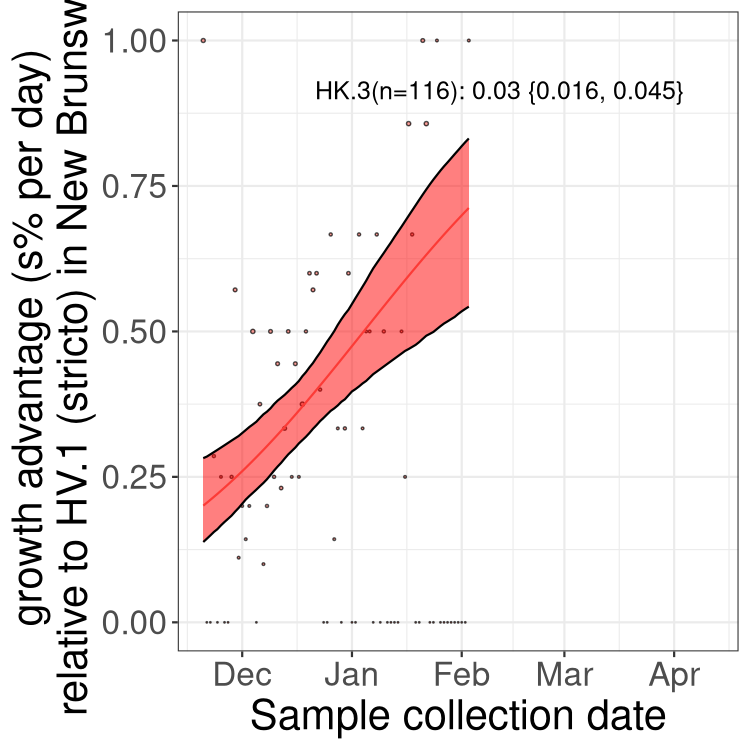 growth advantage (s% per day)
relative to HV.1 (stricto) in New Brunsw
1.00
0.75
0.50
0.25
0.00
HK.3(n=116): 0.03 {0.016, 0.045}
Dec Jan Feb Mar Apr
Sample collection date